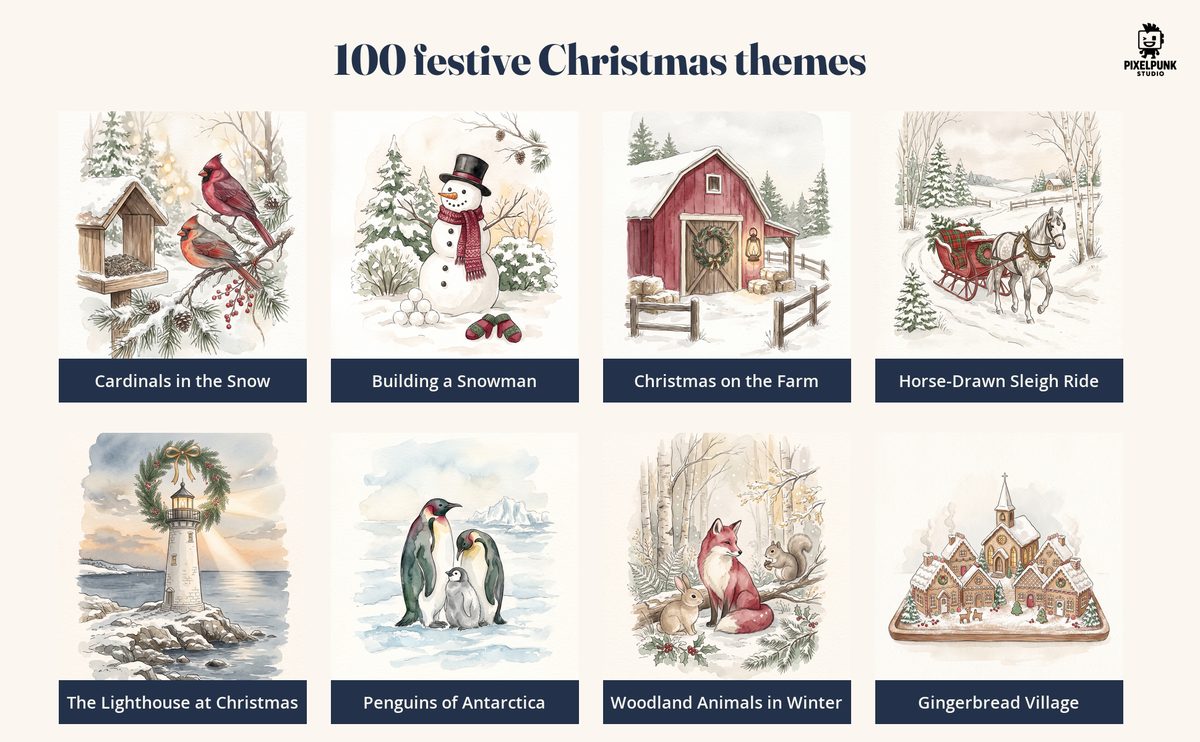 100 festive Christmas themes
PIXELPUNK
STUDIO
Cardinals in the Snow
Building a Snowman
Christmas on the Farm
Horse-Drawn Sleigh Ride
The Lighthouse at Christmas
Penguins of Antarctica
Woodland Animals in Winter
Gingerbread Village